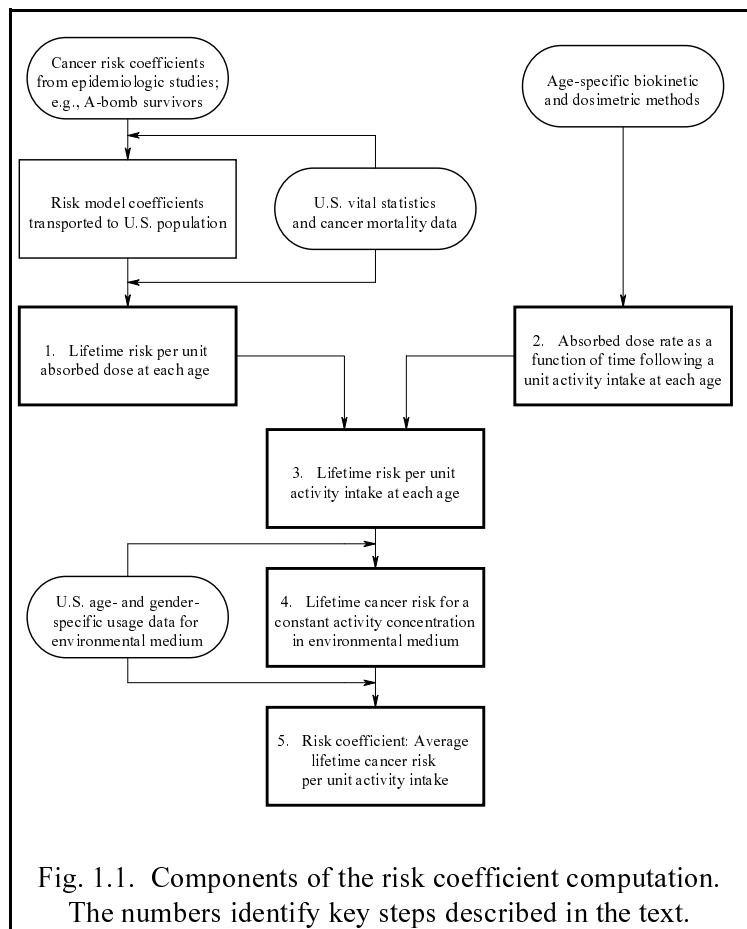 Cancer risk coefficients
from epidemiologic studies;
e.g., A-bomb survivors
Age-specific biokinetic
and dosimetric methods
Risk model coefficients
transported to U.S. population
U.S. vital statistics
and cancer mortality data
1. Lifetime risk per unit
absorbed dose at each age
2. Absorbed dose rate as a
function of time following a
unit activity intake at each age
3. Lifetime risk per unit
activity intake at each age
U.S. age- and gender-
specific usage data for
environmental medium
4. Lifetime cancer risk for a
constant activity concentration
in environmental medium
5. Risk coefficient: Average
lifetime cancer risk
per unit activity intake
Fig. 1.1. Components of the risk coefficient computation.
The numbers identify key steps described in the text.